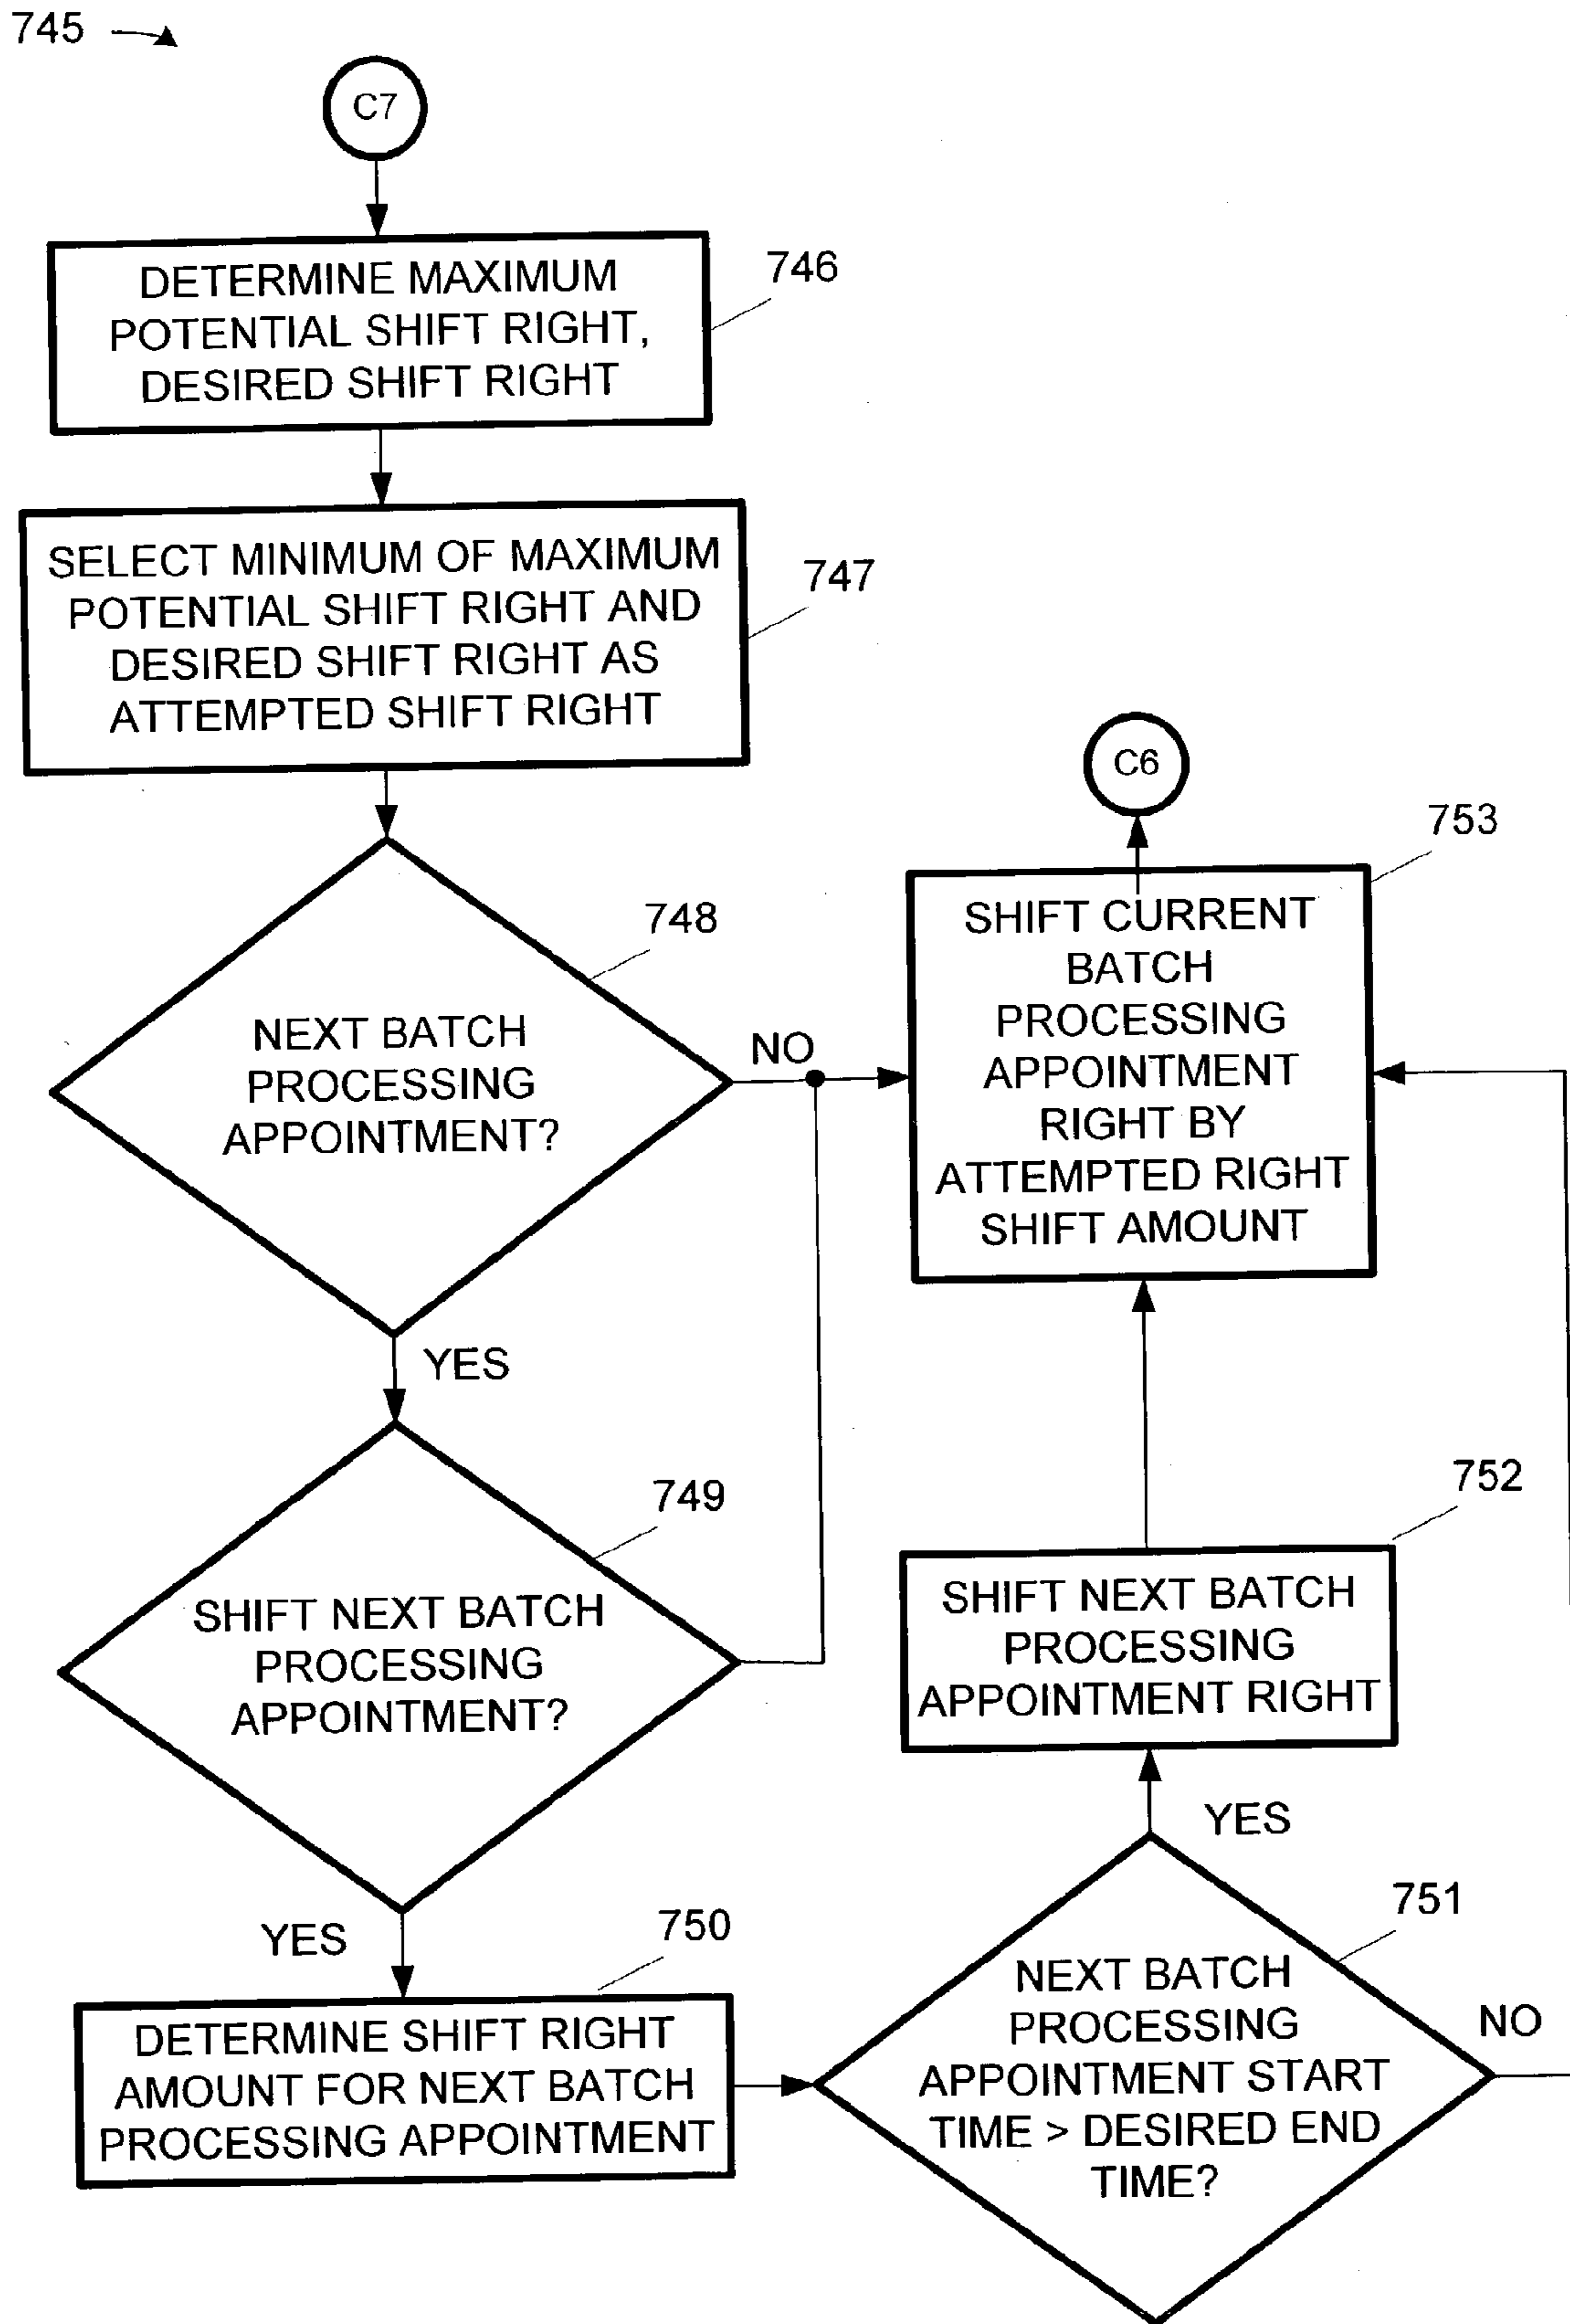 745
C7
DETERMINE MAXIMUM
POTENTIAL SHIFT RIGHT,
DESIRED SHIFT RIGHT
746
SELECT MINIMUM OF MAXIMUM
POTENTIAL SHIFT RIGHT AND
DESIRED SHIFT RIGHT AS
ATTEMPTED SHIFT RIGHT
747
NEXT BATCH
PROCESSING
APPOINTMENT?
748
NO
YES
SHIFT NEXT BATCH
PROCESSING
APPOINTMENT?
749
YES
DETERMINE SHIFT RIGHT
AMOUNT FOR NEXT BATCH
PROCESSING APPOINTMENT
750
NEXT BATCH
PROCESSING
APPOINTMENT START
TIME > DESIRED END
TIME?
751
NO
YES
SHIFT NEXT BATCH
PROCESSING
APPOINTMENT RIGHT
752
SHIFT CURRENT
BATCH
PROCESSING
APPOINTMENT
RIGHT BY
ATTEMPTED RIGHT
SHIFT AMOUNT
753
C6